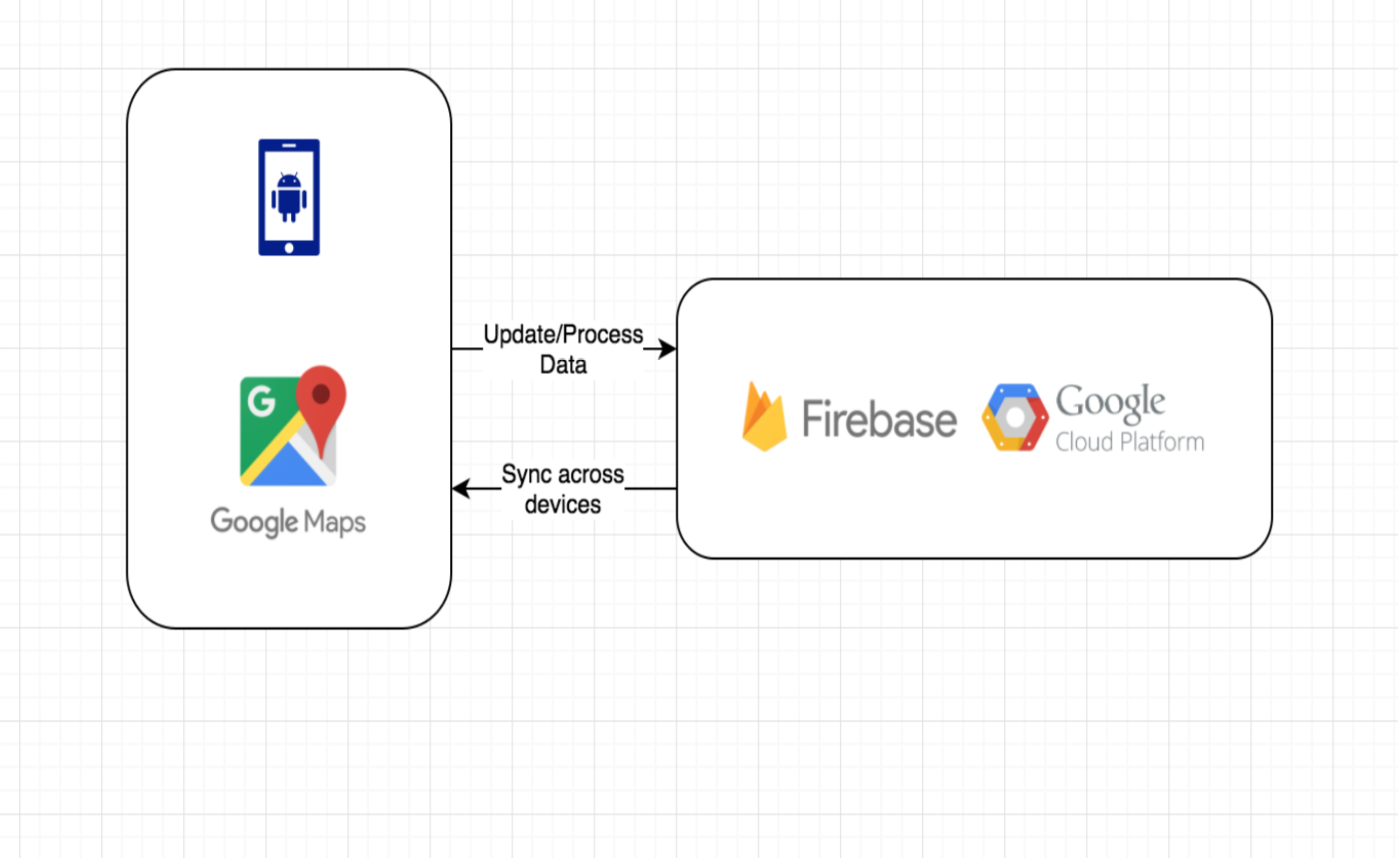 G
Google Maps
Update/Process
Data
Sync across
devices
Firebase
Google
Cloud Platform